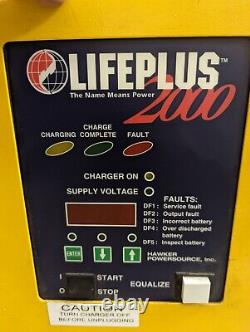 LIFEPLUS™
2000
The Name Means Power
CHARGING
CHARGE COMPLETE
FAULT
CHARGER ON
SUPPLY VOLTAGE
FAULTS:
DF1: Service fault
DF2: Output fault
DF3: Incorrect battery
DF4: Over discharged battery
DF5: Inspect battery
ENTER
HAWKER POWERSOURCE, Inc.
I START
O STOP
EQUALIZE
CAUTION
TURN CHARGER OFF
BEFORE UNPLUGGING